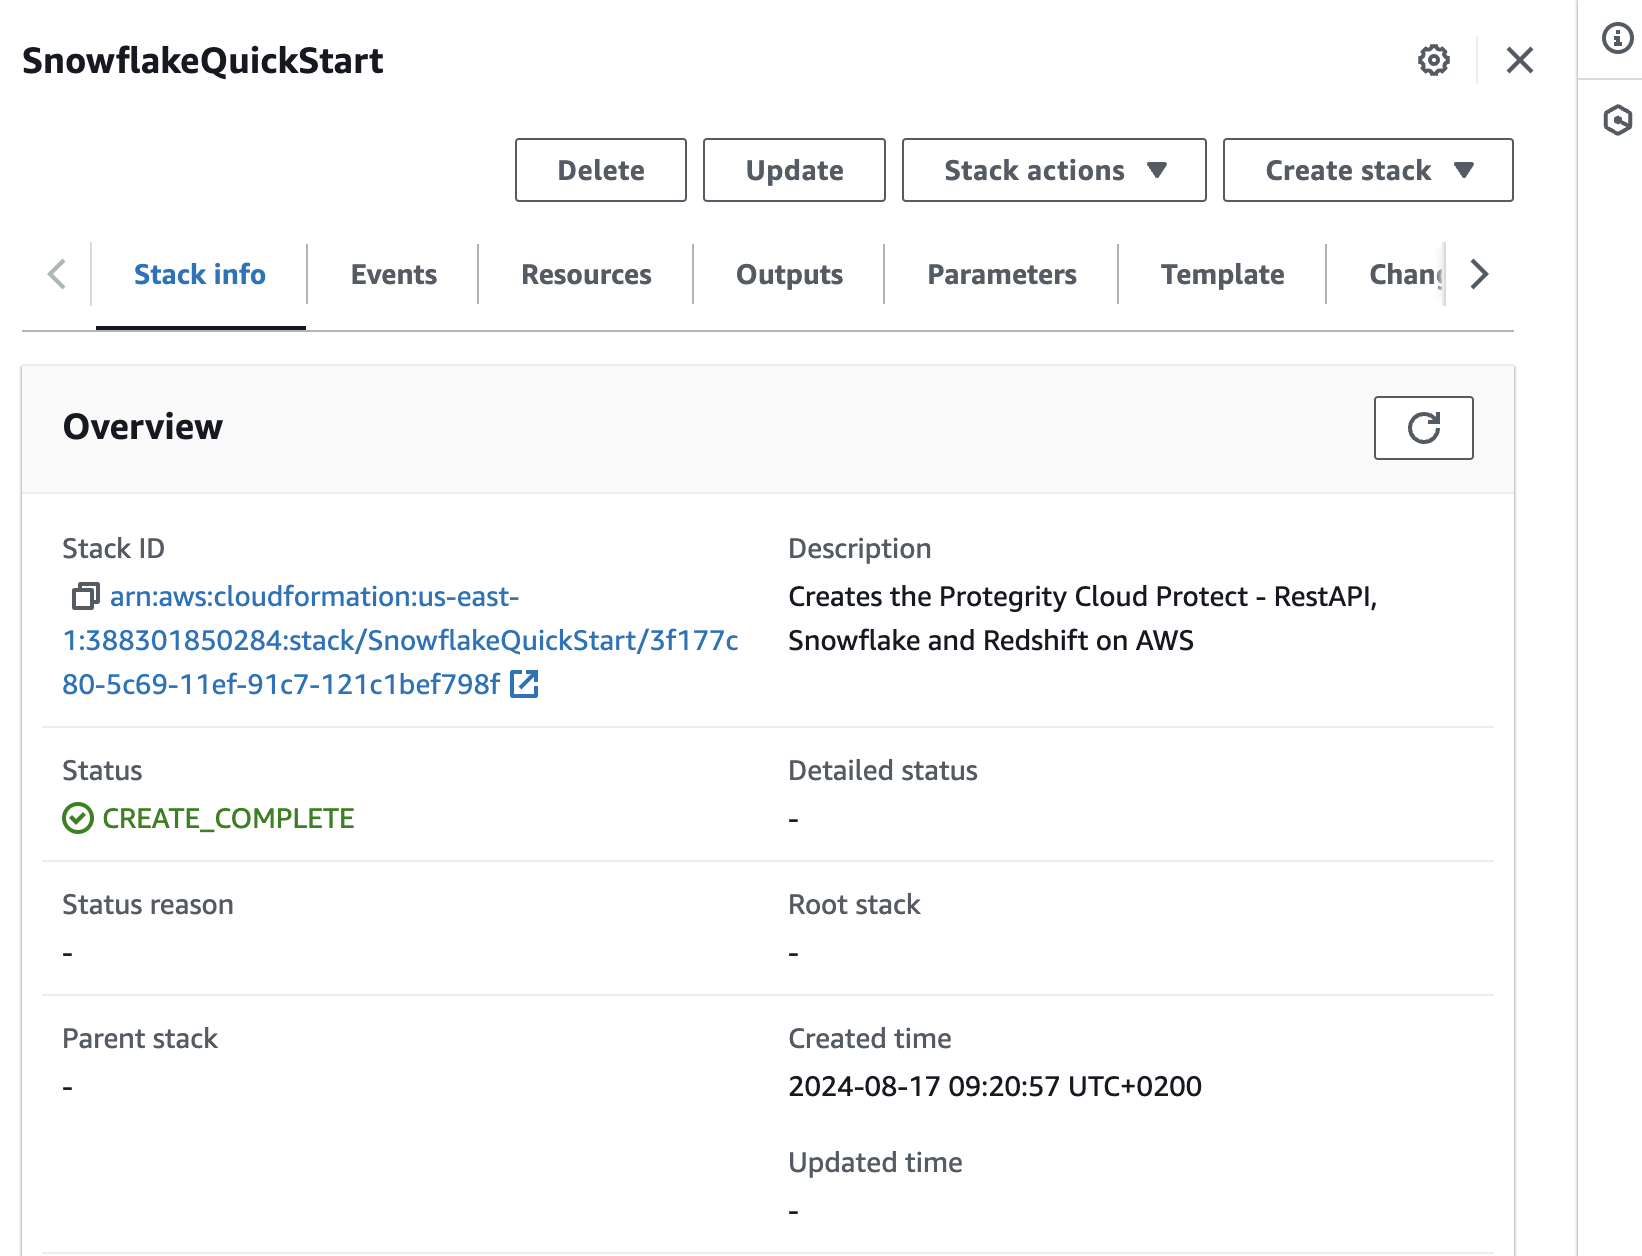 SnowflakeQuickStart
Delete
Update
Stack actions
Create stack
Stack info
Events
Resources
Outputs
Parameters
Template
Chang
Overview
Stack ID
arn:aws:cloudformation:us-east-
1:388301850284:stack/SnowflakeQuickStart/3f177c
80-5c69-11ef-91c7-121c1bef798f
Description
Creates the Protegrity Cloud Protect - RestAPI,
Snowflake and Redshift on AWS
Status
CREATE_COMPLETE
Detailed status
-
Status reason
-
Root stack
-
Parent stack
-
Created time
2024-08-17 09:20:57 UTC+0200
Updated time
-